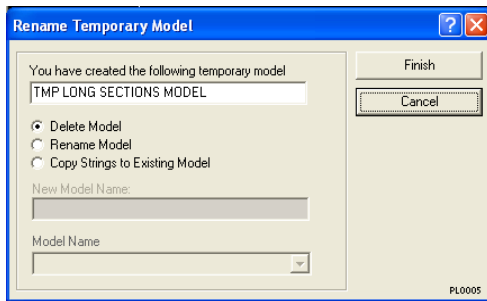 Rename Temporary Model
You have created the following temporary model
TMP LONG SECTIONS MODEL
Delete Model
Rename Model
Copy Strings to Existing Model
New Model Name:
Model Name
Finish
Cancel
PL0005